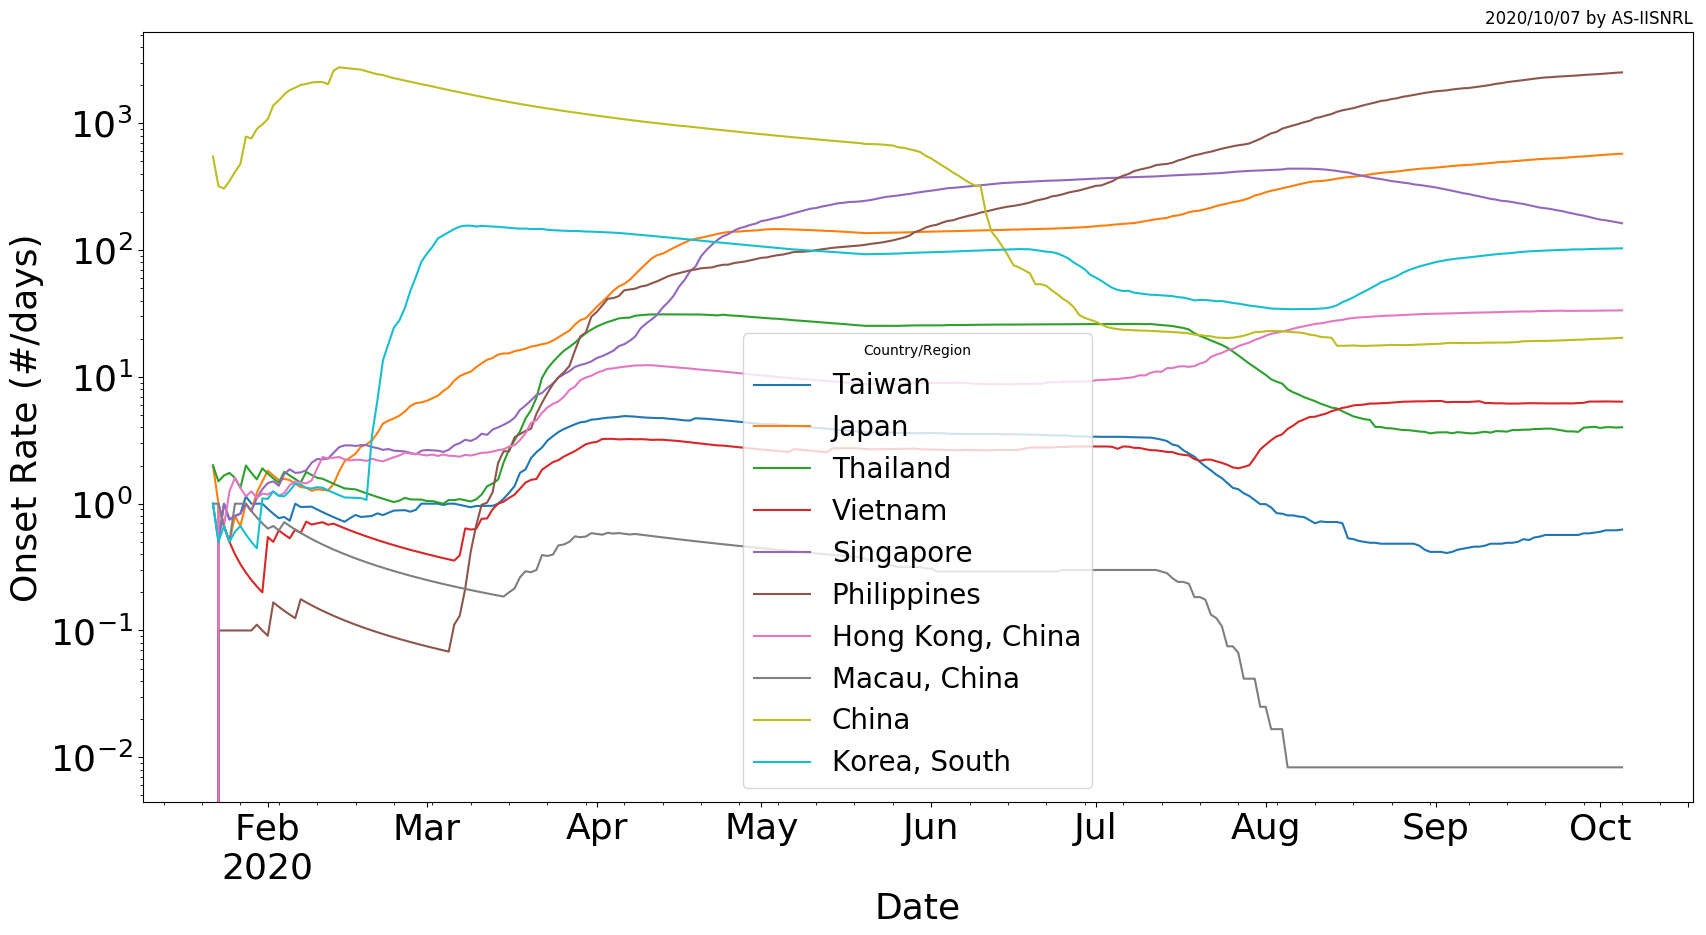 2020/10/07 by AS-IISNRL
Onset Rate (#/days)
10³
10²
10¹
10⁰
10⁻¹
10⁻²
Country/Region
Taiwan
Japan
Thailand
Vietnam
Singapore
Philippines
Hong Kong, China
Macau, China
China
Korea, South
Feb Mar Apr May Jun Jul Aug Sep Oct
2020
Date